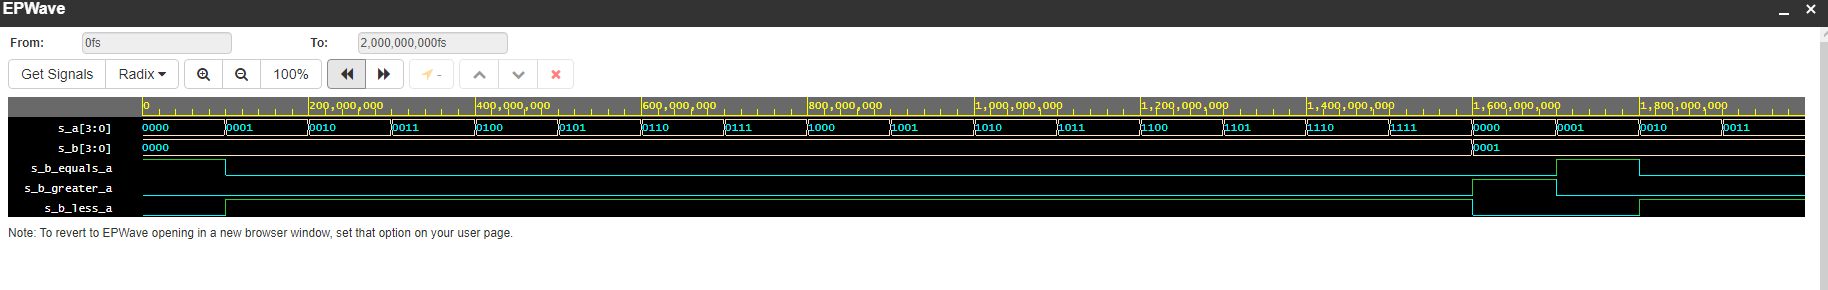 EPWave
From: 0fs To: 2,000,000,000fs
Get Signals Radix 100% -
0 200,000,000 400,000,000 600,000,000 800,000,000 1,000,000,000 1,200,000,000 1,400,000,000 1,600,000,000 1,800,000,000
s_a[3:0] 0000 0001 0010 0011 0100 0101 0110 0111 1000 1001 1010 1011 1100 1101 1110 1111 0000 0001 0010 0011
s_b[3:0] 0000 0001
s_b_equals_a
s_b_greater_a
s_b_less_a
Note: To revert to EPWave opening in a new browser window, set that option on your user page.